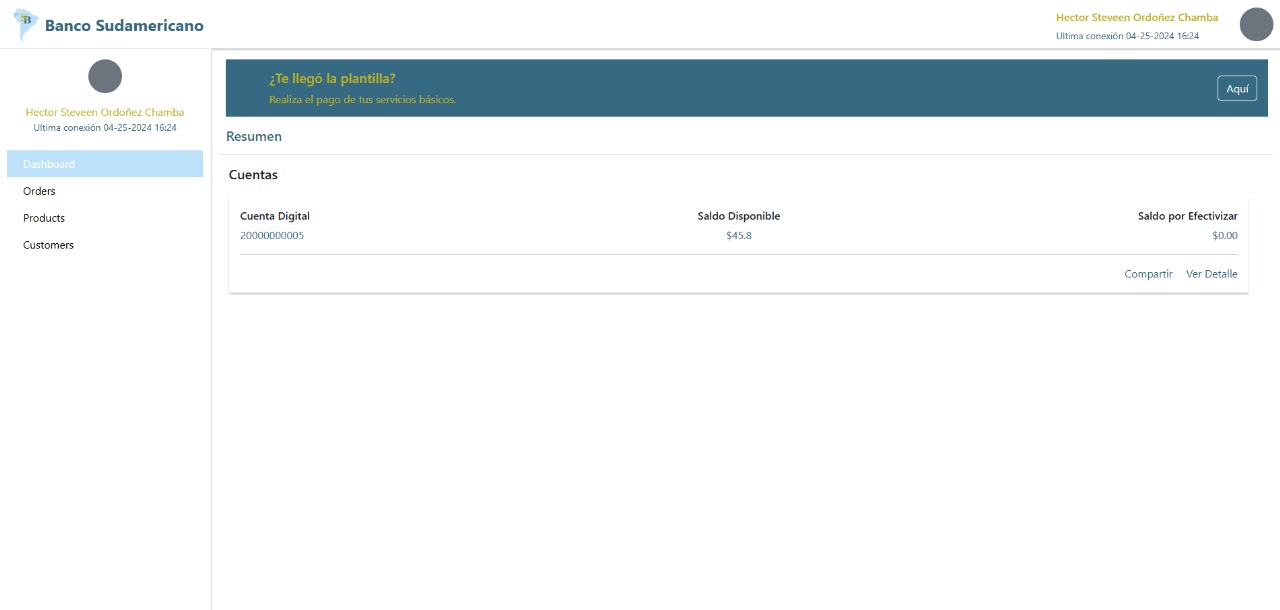 SB
Banco Sudamericano
Hector Steveen Ordoñez Chamba
Ultima conexión 04-25-2024 16:24
Hector Steveen Ordoñez Chamba
Ultima conexión 04-25-2024 16:24
Dashboard
Orders
Products
Customers
¿Te llegó la plantilla?
Realiza el pago de tus servicios básicos.
Aquí
Resumen
Cuentas
Cuenta Digital Saldo Disponible Saldo por Efectivizar
20000000005 $45.8 $0.00
Compartir Ver Detalle